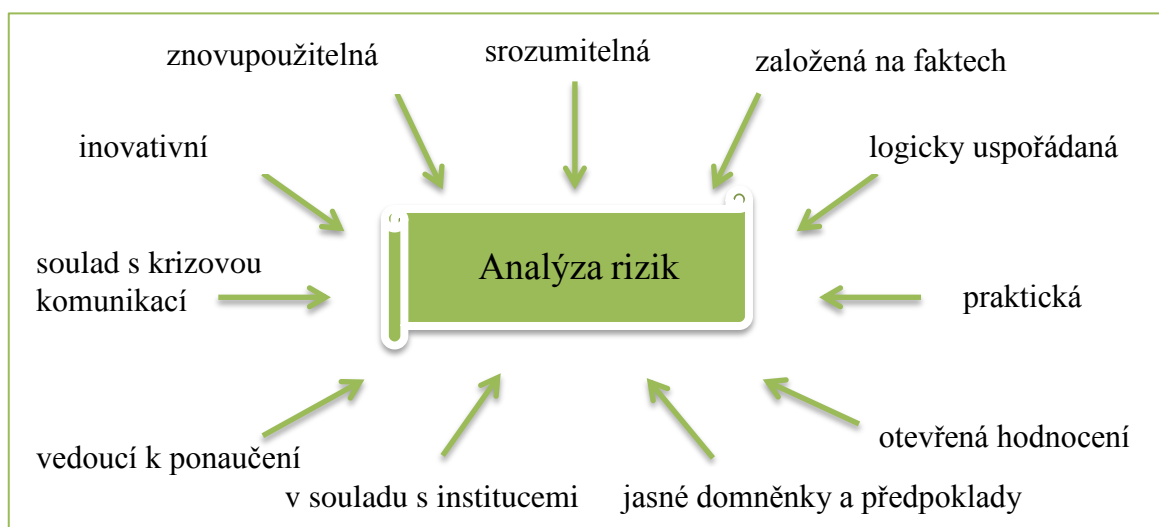 znovupoužitelná
srozumitelná
založená na faktech
inovativní
logicky uspořádaná
soulad s krizovou
komunikací
Analýza rizik
praktická
vedoucí k ponaučení
otevřená hodnocení
v souladu s institucemi
jasné domněnky a předpoklady